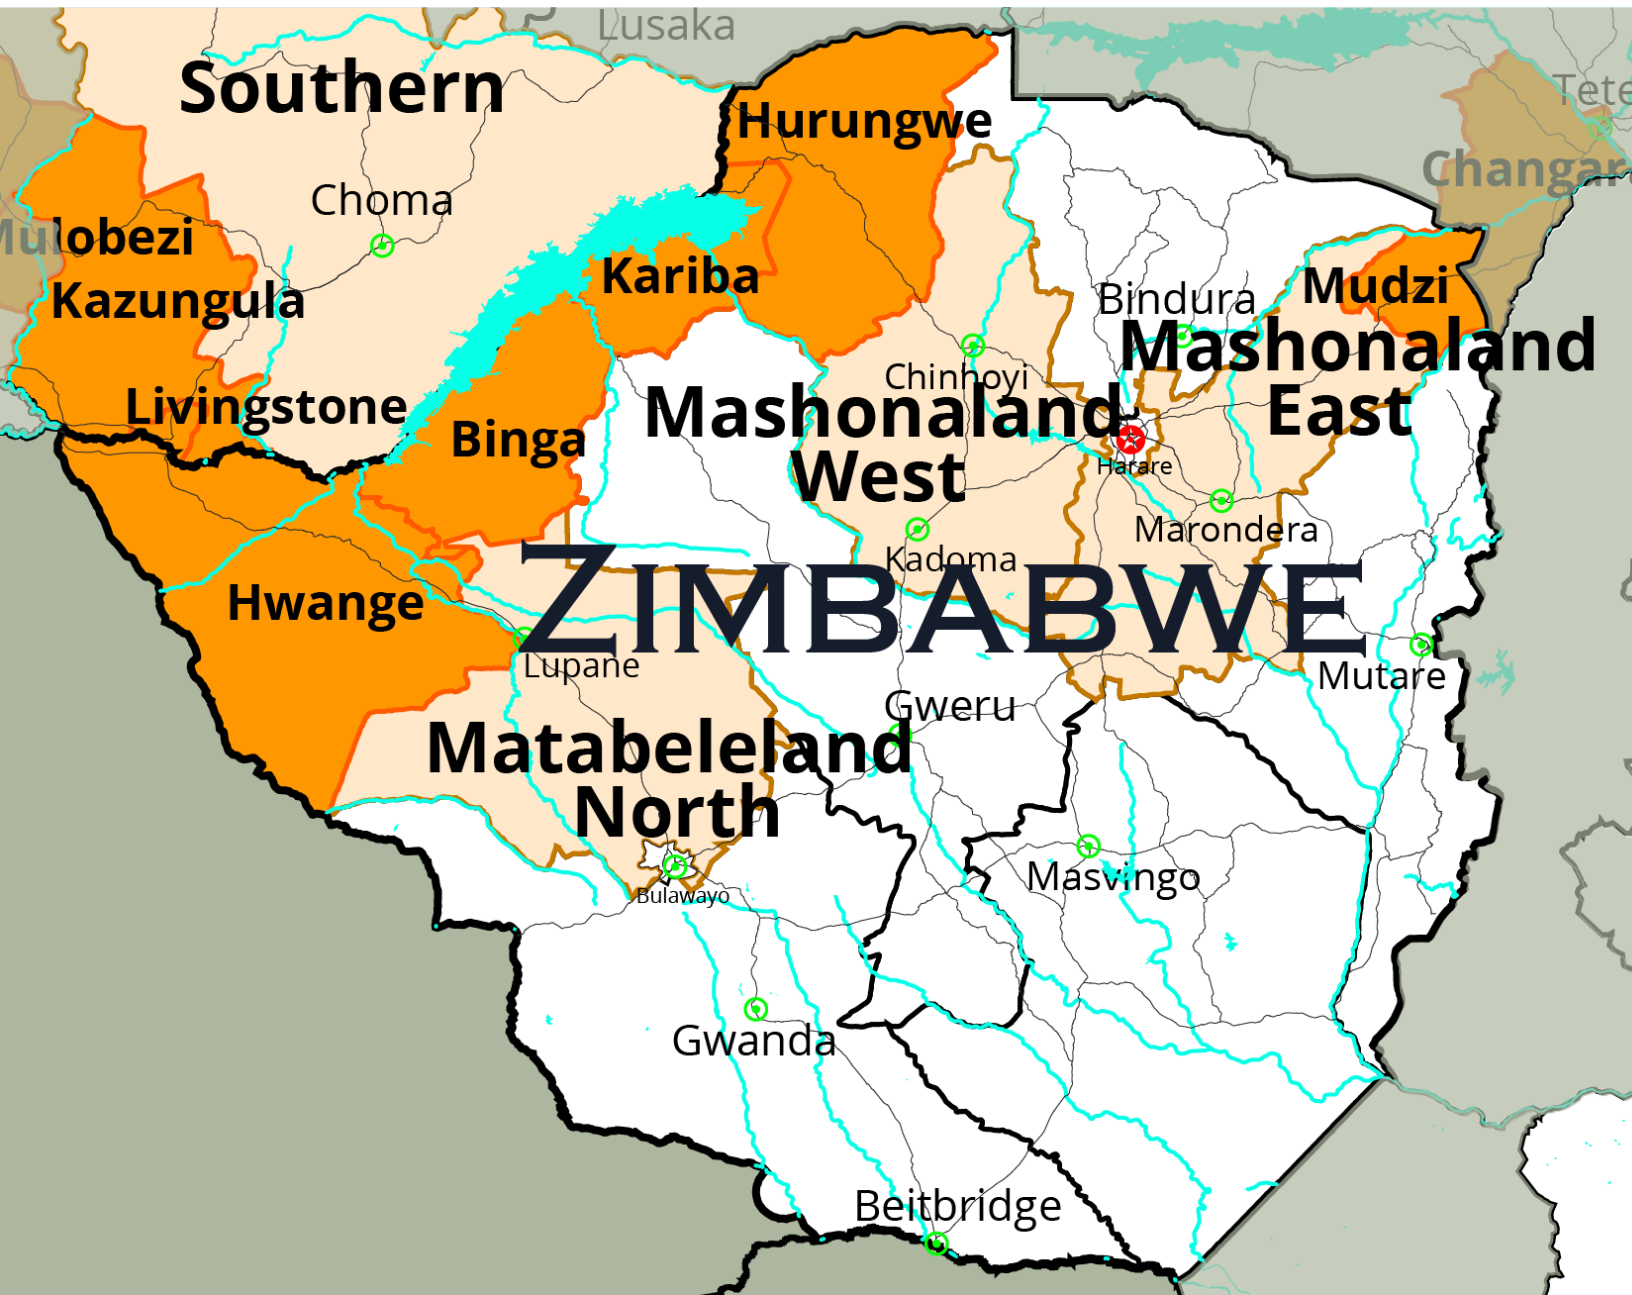 Lusaka
Southern
Hurungwe
Tete
Changar
Choma
Mulobezi
Kariba
Kazungula
Mudzi
Bindura
Mashonaland
East
Chinhoyi
Livingstone
Mashonaland
West
Binga
Harare
Marondera
Kadoma
ZIMBABWE
Hwange
Lupane
Mutare
Gweru
Matabeleland
North
Masvingo
Bulawayo
Gwanda
Beitbridge